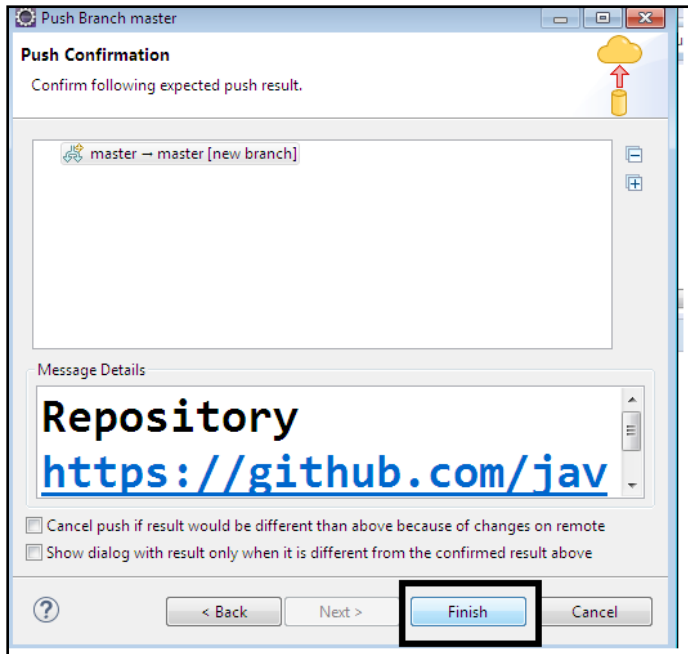 Push Branch master
Push Confirmation
Confirm following expected push result.
master → master [new branch]
Message Details
Repository
https://github.com/jav
Cancel push if result would be different than above because of changes on remote
Show dialog with result only when it is different from the confirmed result above
< Back Next > Finish Cancel